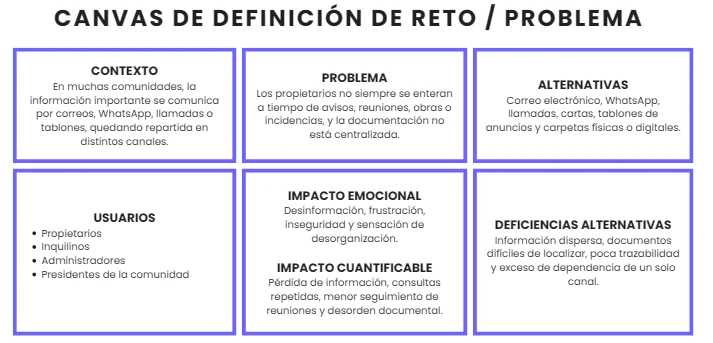 CANVAS DE DEFINICIÓN DE RETO / PROBLEMA
CONTEXTO
En muchas comunidades, la
información importante se comunica
por correos, WhatsApp, llamadas o
tablones, quedando repartida en
distintos canales.
PROBLEMA
Los propietarios no siempre se enteran
a tiempo de avisos, reuniones, obras o
incidencias, y la documentación no
está centralizada.
ALTERNATIVAS
Correo electrónico, WhatsApp,
llamadas, cartas, tablones de
anuncios y carpetas físicas o digitales.
USUARIOS
• Propietarios
• Inquilinos
• Administradores
• Presidentes de la comunidad
IMPACTO EMOCIONAL
Desinformación, frustración,
inseguridad y sensación de
desorganización.
IMPACTO CUANTIFICABLE
Pérdida de información, consultas
repetidas, menor seguimiento de
reuniones y desorden documental.
DEFICIENCIAS ALTERNATIVAS
Información dispersa, documentos
difíciles de localizar, poca trazabilidad
y exceso de dependencia de un solo
canal.